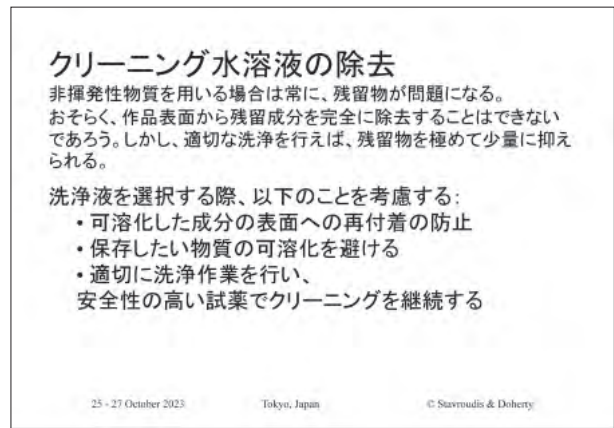 クリーニング水溶液の除去
非揮発性物質を用いる場合は常に、残留物が問題になる。
おそらく、作品表面から残留成分を完全に除去することはできない
であろう。しかし、適切な洗浄を行えば、残留物を極めて少量に抑え
られる。
洗浄液を選択する際、以下のことを考慮する:
• 可溶化した成分の表面への再付着の防止
• 保存したい物質の可溶化を避ける
• 適切に洗浄作業を行い、
安全性の高い試薬でクリーニングを継続する
25 - 27 October 2023 Tokyo, Japan © Stavroudis & Doherty